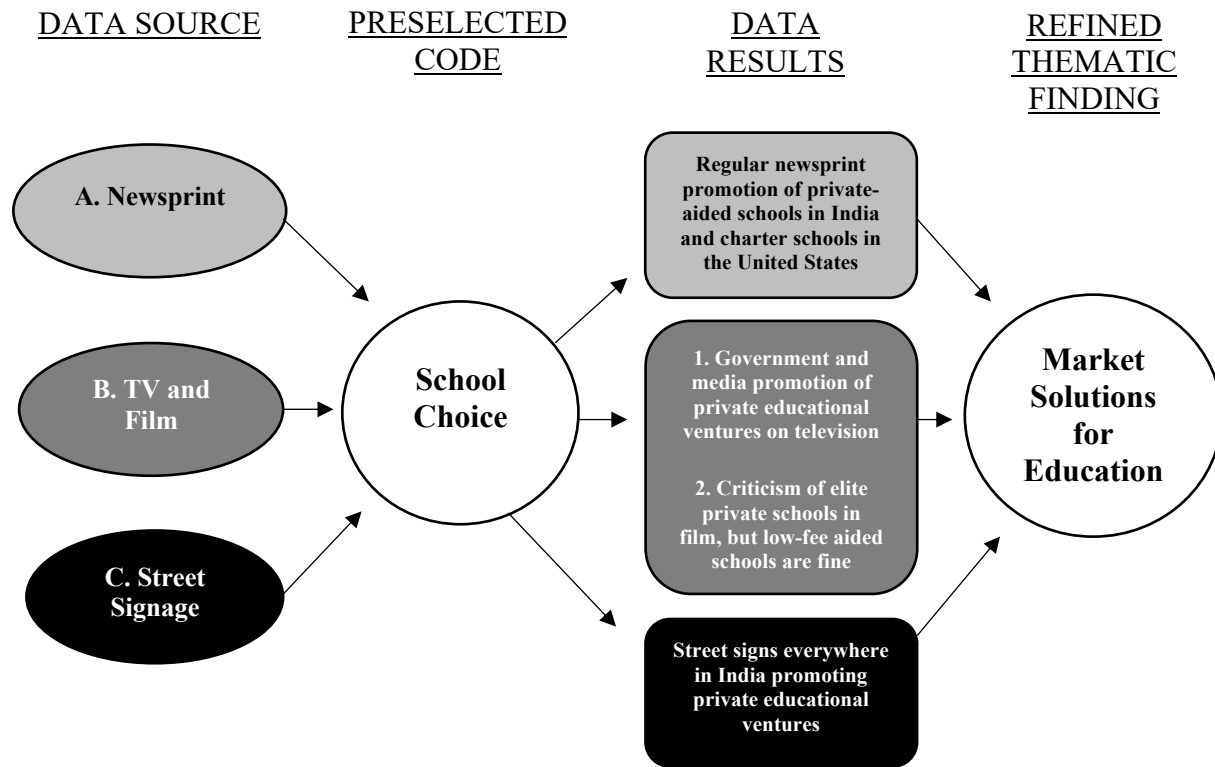 DATA SOURCE
PRESELECTED
CODE
DATA
RESULTS
REFINED
THEMATIC
FINDING
A. Newsprint
B. TV and
Film
C. Street
Signage
School
Choice
Regular newsprint
promotion of private-
aided schools in India
and charter schools in
the United States
1. Government and
media promotion of
private educational
ventures on television
2. Criticism of elite
private schools in
film, but low-fee aided
schools are fine
Street signs everywhere
in India promoting
private educational
ventures
Market
Solutions
for
Education